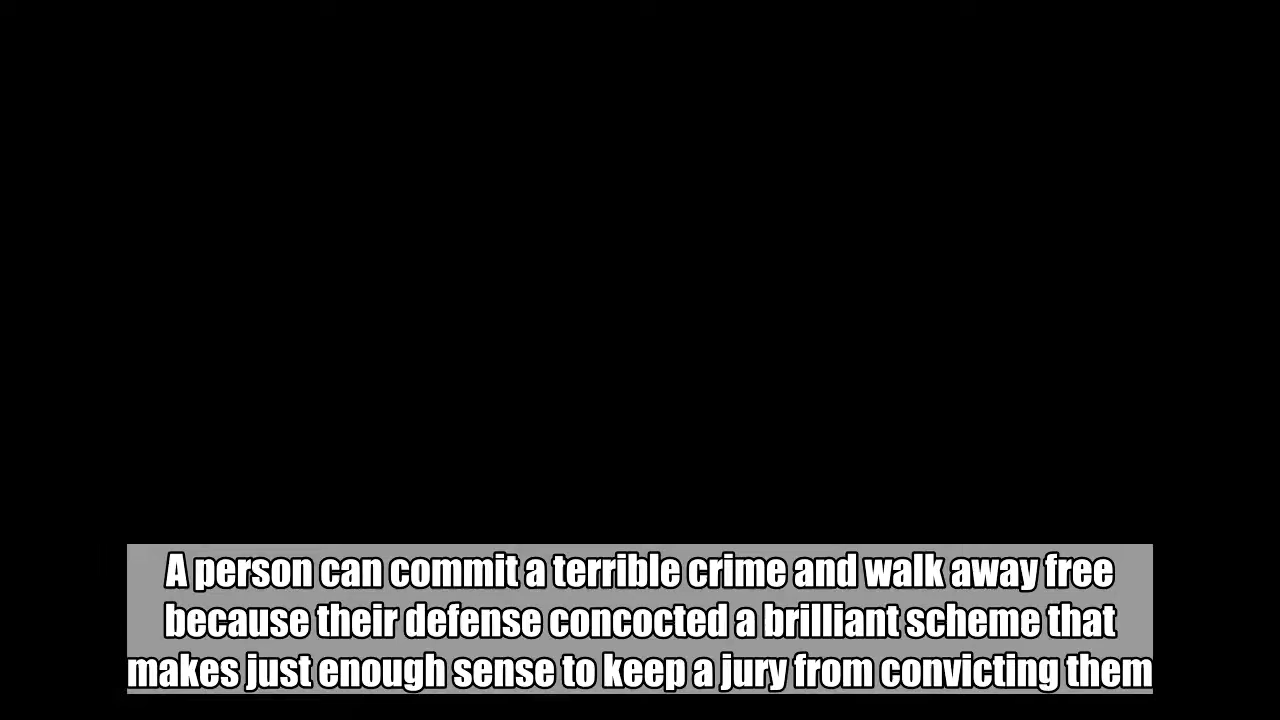 A person can commit a terrible crime and walk away free
because their defense concocted a brilliant scheme that
makes just enough sense to keep a jury from convicting them